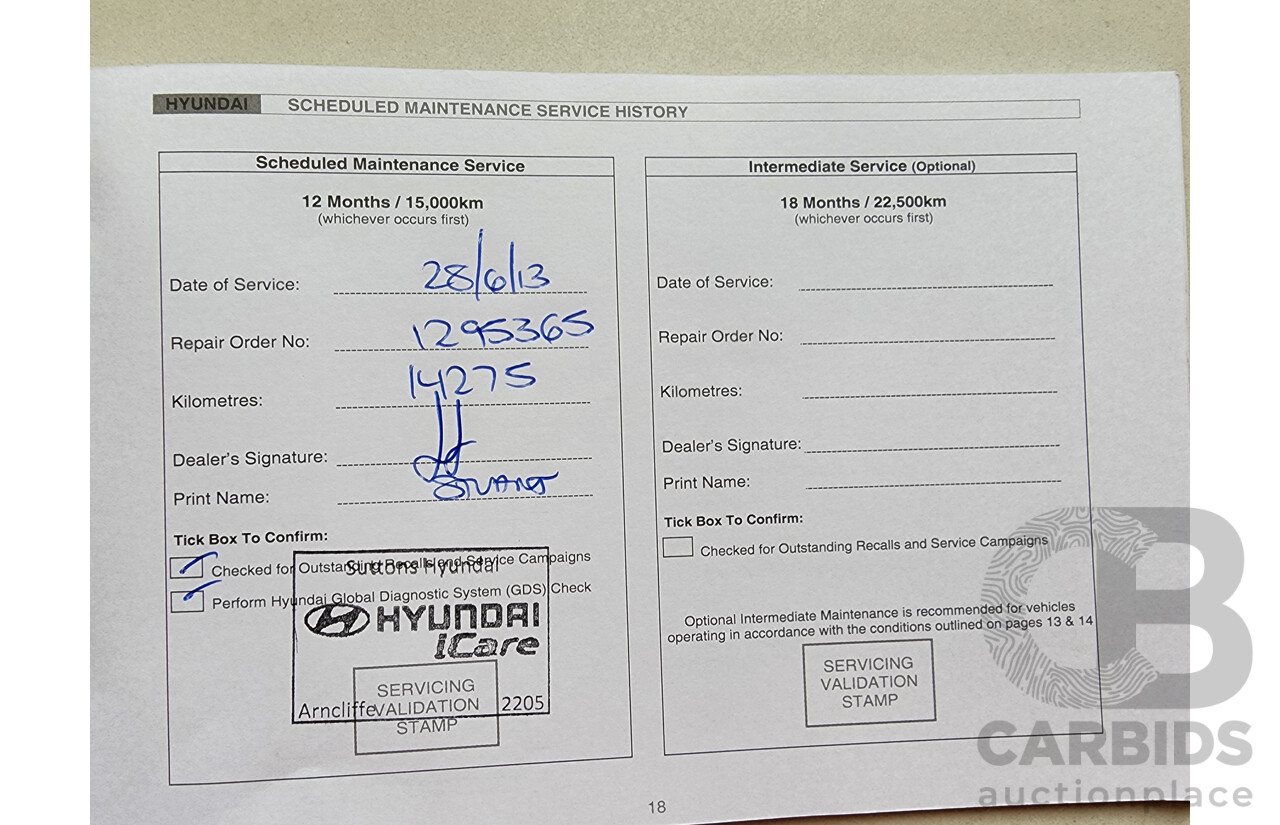 HYUNDAI SCHEDULED MAINTENANCE SERVICE HISTORY
Scheduled Maintenance Service
12 Months / 15,000km
(whichever occurs first)
Date of Service: 28/6/13
Repair Order No: 1295365
Kilometres: 14275
Dealer's Signature:
Print Name: Stuart
Tick Box To Confirm:
Checked for Outstanding Recalls and Service Campaigns
Suttons Hyundai
Perform Hyundai Global Diagnostic System (GDS) Check
HYUNDAI
iCare
Arncliffe 2205
SERVICING
VALIDATION
STAMP
Intermediate Service (Optional)
18 Months / 22,500km
(whichever occurs first)
Date of Service:
Repair Order No:
Kilometres:
Dealer's Signature:
Print Name:
Tick Box To Confirm:
Checked for Outstanding Recalls and Service Campaigns
Optional Intermediate Maintenance is recommended for vehicles
operating in accordance with the conditions outlined on pages 13 & 14
SERVICING
VALIDATION
STAMP
18
CB
CARBIDS
auctionplace